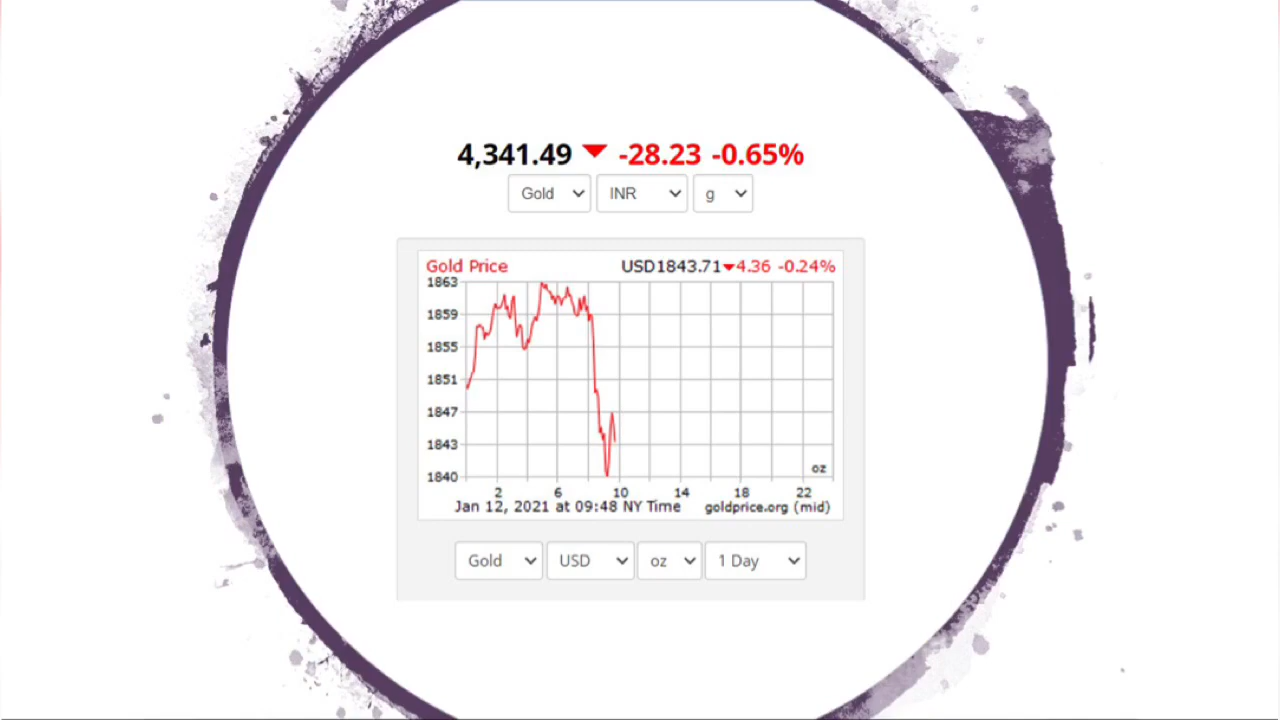 4,341.49 ▼ -28.23 -0.65%
Gold INR g
Gold Price USD1843.71▼4.36 -0.24%
1863
1859
1855
1851
1847
1843
1840
oz
2 6 10 14 18 22
Jan 12, 2021 at 09:48 NY Time goldprice.org (mid)
Gold USD oz 1 Day